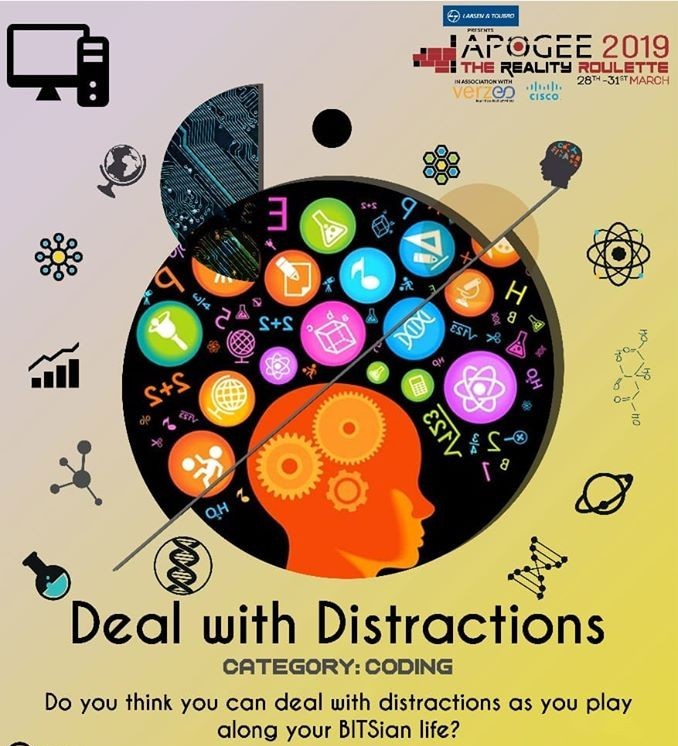 LARSEN & TOUBRO
PRESENTS
APOGEE 2019
THE REALITY ROULETTE
28TH -31ST MARCH
IN ASSOCIATION WITH
verzeo
CISCO
Deal with Distractions
CATEGORY: CODING
Do you think you can deal with distractions as you play
along your BITSian life?